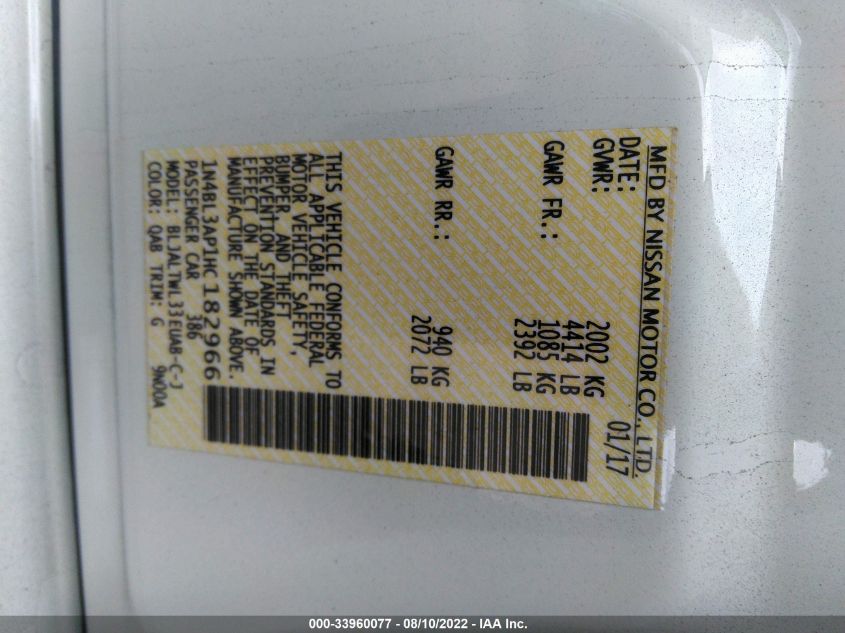 MFD BY NISSAN MOTOR CO., LTD.
DATE: 01/17
GVWR: 2002 KG
4414 LB
GAWR FR.: 1085 KG
2392 LB
GAWR RR.: 940 KG
2072 LB
THIS VEHICLE CONFORMS TO
ALL APPLICABLE FEDERAL
MOTOR VEHICLE SAFETY,
BUMPER AND THEFT
PREVENTION STANDARDS IN
EFFECT ON THE DATE OF
MANUFACTURE SHOWN ABOVE.
1N4BL3AP1HC182966
PASSENGER CAR 386
MODEL: BLJALTWL33EUAB-C-J
COLOR: QAB TRIM: G 9N00A
000-33960077 - 08/10/2022 - IAA Inc.